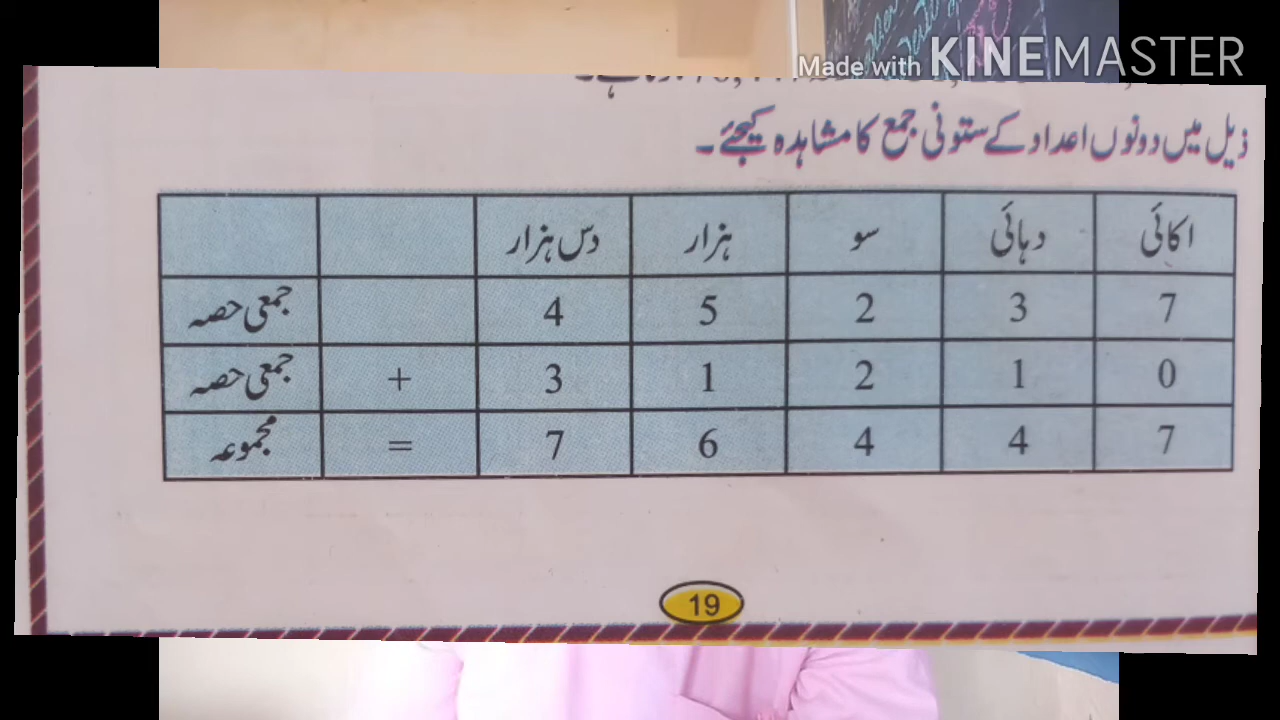 Made with KINEMASTER
ذیل میں دونوں اعداد کے ستونی جمع کا مشاہدہ کیجئے۔
اکائی دہائی سو ہزار دس ہزار
7 3 2 5 4 جمعی حصہ
0 1 2 1 3 + جمعی حصہ
7 4 4 6 7 = مجموعہ
19